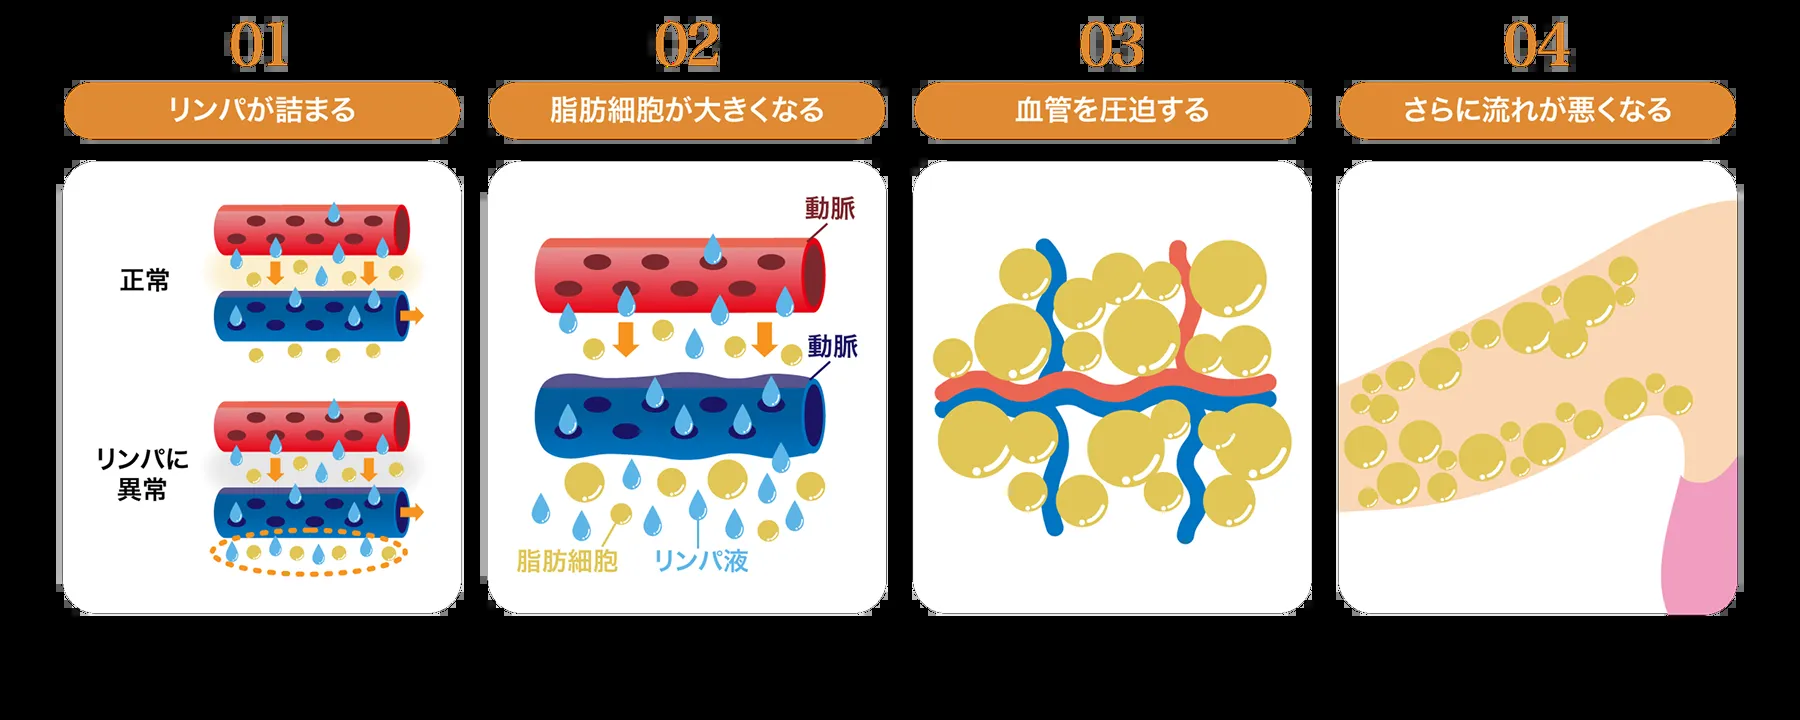 01
リンパが詰まる
正常
リンパに
異常
02
脂肪細胞が大きくなる
動脈
動脈
脂肪細胞
リンパ液
03
血管を圧迫する
04
さらに流れが悪くなる